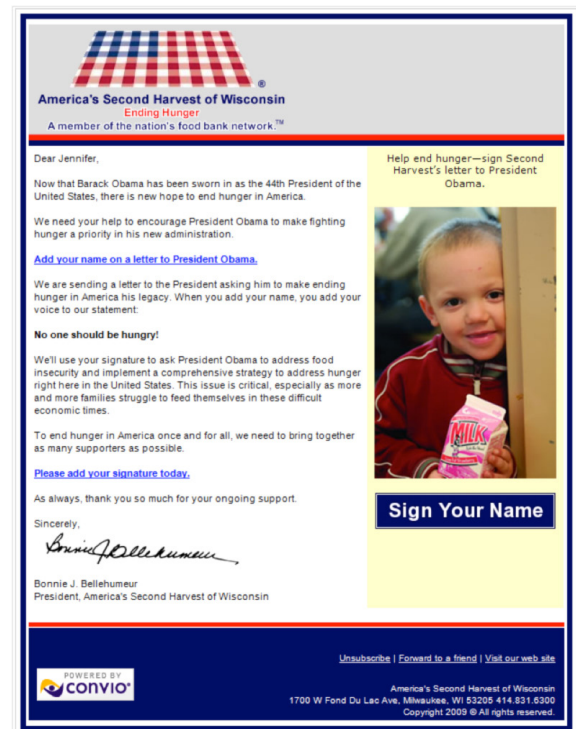 America's Second Harvest of Wisconsin
Ending Hunger
A member of the nation's food bank network.™
Dear Jennifer,
Now that Barack Obama has been sworn in as the 44th President of the
United States, there is new hope to end hunger in America.
We need your help to encourage President Obama to make fighting
hunger a priority in his new administration.
Add your name on a letter to President Obama.
We are sending a letter to the President asking him to make ending
hunger in America his legacy. When you add your name, you add your
voice to our statement:
No one should be hungry!
We'll use your signature to ask President Obama to address food
insecurity and implement a comprehensive strategy to address hunger
right here in the United States. This issue is critical, especially as more
and more families struggle to feed themselves in these difficult
economic times.
To end hunger in America once and for all, we need to bring together
as many supporters as possible.
Please add your signature today.
As always, thank you so much for your ongoing support.
Sincerely,
Bonnie J Bellehumeur
Bonnie J. Bellehumeur
President, America's Second Harvest of Wisconsin
Help end hunger—sign Second
Harvest's letter to President
Obama.
MILK
Sign Your Name
Unsubscribe | Forward to a friend | Visit our web site
POWERED BY
convio
America's Second Harvest of Wisconsin
1700 W Fond Du Lac Ave, Milwaukee, WI 53205 414.831.6300
Copyright 2009 © All rights reserved.